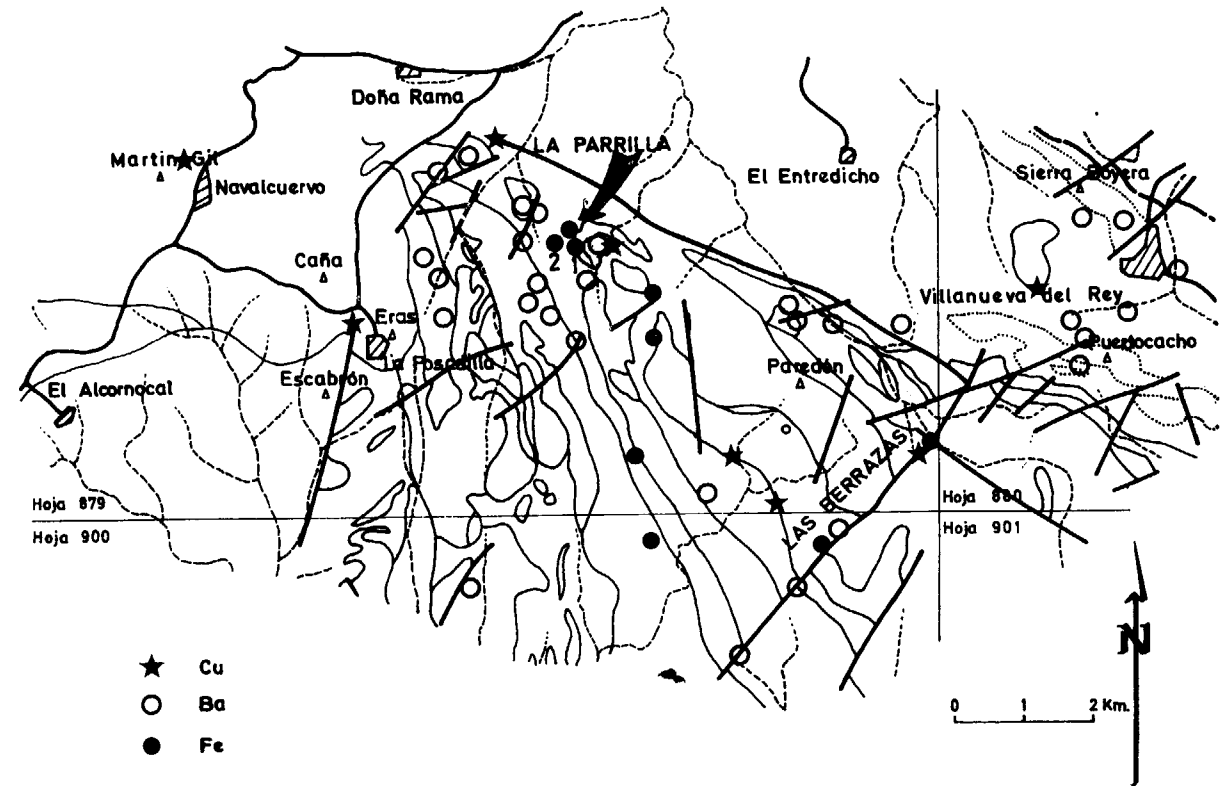 Doña Rama
LA PARRILLA
Martin Gil
Navalcuervo
El Entredicho
Sierra Boyera
2 1
Caña
Villanueva del Rey
Eras
La Posadilla
Puertocacho
Paredón
Escabrón
El Alcornocal
LAS BERRAZAS
Hoja 879
Hoja 880
Hoja 900
Hoja 901
N
Cu
Ba
Fe
0 1 2 Km.